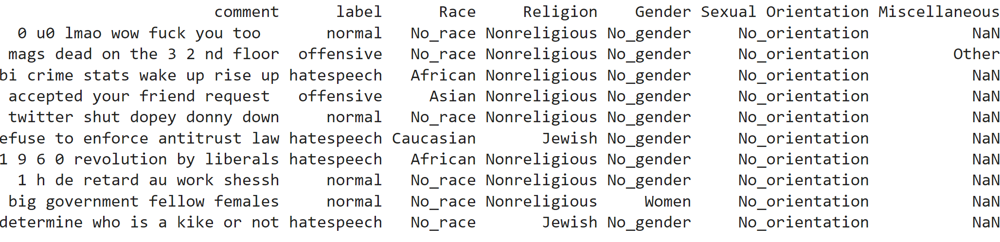 comment label Race Religion Gender Sexual Orientation Miscellaneous
0 u0 lmao wow fuck you too normal No_race Nonreligious No_gender No_orientation NaN
mags dead on the 3 2 nd floor offensive No_race Nonreligious No_gender No_orientation Other
bi crime stats wake up rise up hatespeech African Nonreligious No_gender No_orientation NaN
accepted your friend request offensive Asian Nonreligious No_gender No_orientation NaN
twitter shut dopey donny down normal No_race Nonreligious No_gender No_orientation NaN
efuse to enforce antitrust law hatespeech Caucasian Jewish No_gender No_orientation NaN
1 9 6 0 revolution by liberals hatespeech African Nonreligious No_gender No_orientation NaN
1 h de retard au work shessh normal No_race Nonreligious No_gender No_orientation NaN
big government fellow females normal No_race Nonreligious Women No_orientation NaN
determine who is a kike or not hatespeech No_race Jewish No_gender No_orientation NaN